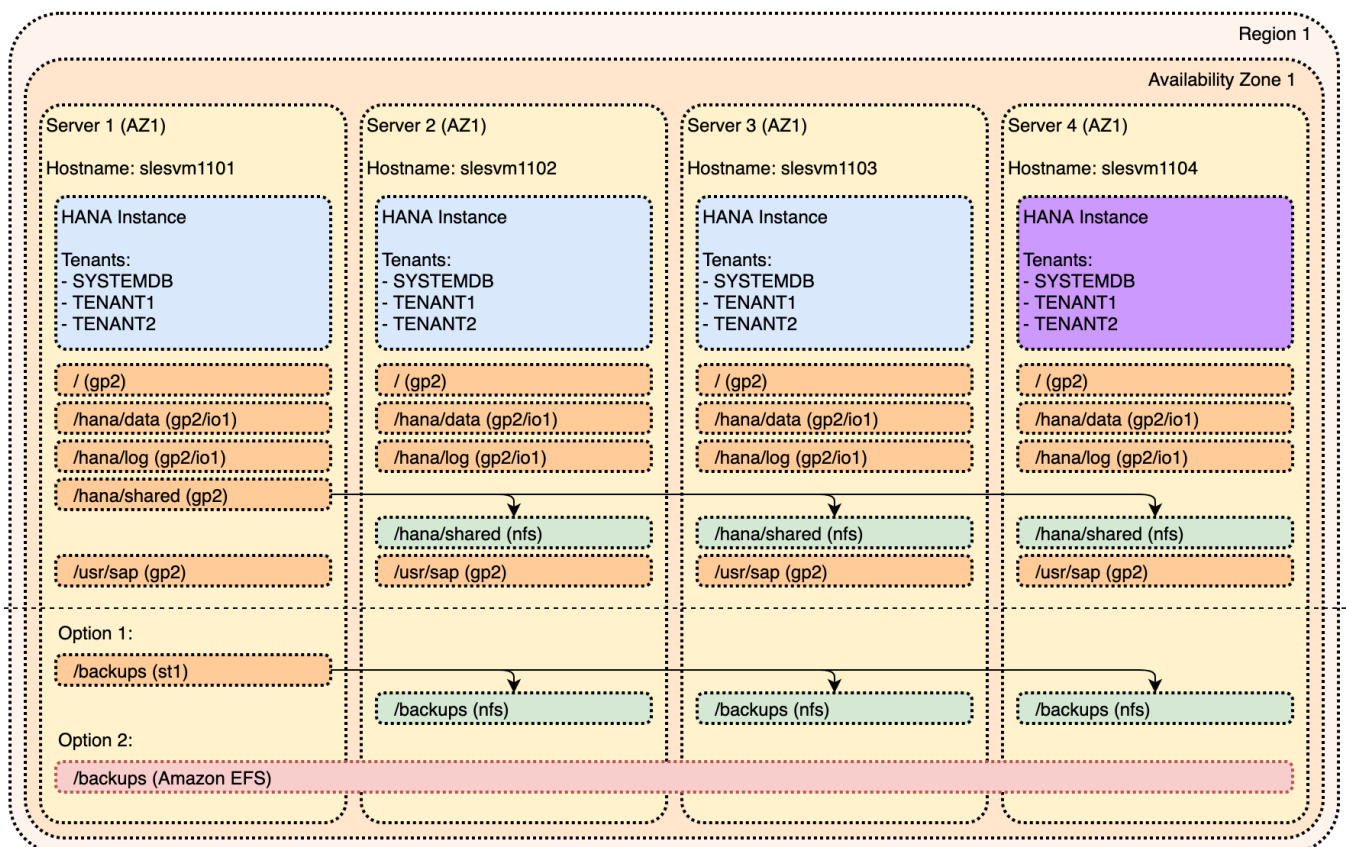 Region 1
Availability Zone 1
Server 1 (AZ1)
Hostname: slesvm1101
HANA Instance
Tenants:
- SYSTEMDB
- TENANT1
- TENANT2
/ (gp2)
/hana/data (gp2/io1)
/hana/log (gp2/io1)
/hana/shared (gp2)
/usr/sap (gp2)
Server 2 (AZ1)
Hostname: slesvm1102
HANA Instance
Tenants:
- SYSTEMDB
- TENANT1
- TENANT2
/ (gp2)
/hana/data (gp2/io1)
/hana/log (gp2/io1)
/hana/shared (nfs)
/usr/sap (gp2)
Server 3 (AZ1)
Hostname: slesvm1103
HANA Instance
Tenants:
- SYSTEMDB
- TENANT1
- TENANT2
/ (gp2)
/hana/data (gp2/io1)
/hana/log (gp2/io1)
/hana/shared (nfs)
/usr/sap (gp2)
Server 4 (AZ1)
Hostname: slesvm1104
HANA Instance
Tenants:
- SYSTEMDB
- TENANT1
- TENANT2
/ (gp2)
/hana/data (gp2/io1)
/hana/log (gp2/io1)
/hana/shared (nfs)
/usr/sap (gp2)
Option 1:
/backups (st1)
/backups (nfs)
/backups (nfs)
/backups (nfs)
Option 2:
/backups (Amazon EFS)